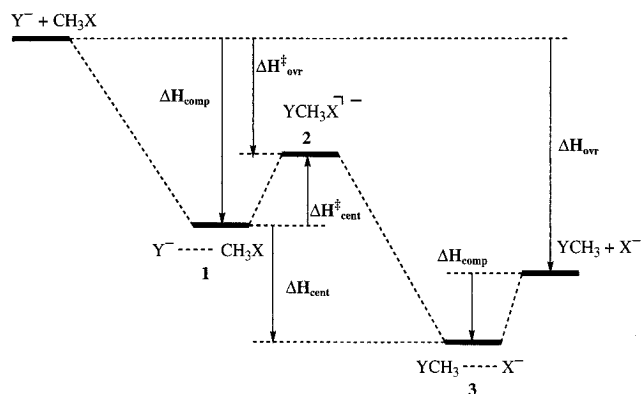 Y⁻ + CH₃X
ΔH‡ovr
ΔHcomp
YCH₃X ⁻
2
ΔHovr
ΔH‡cent
Y⁻ ----- CH₃X
1
ΔHcent
ΔHcomp
YCH₃ + X⁻
YCH₃ ------ X⁻
3